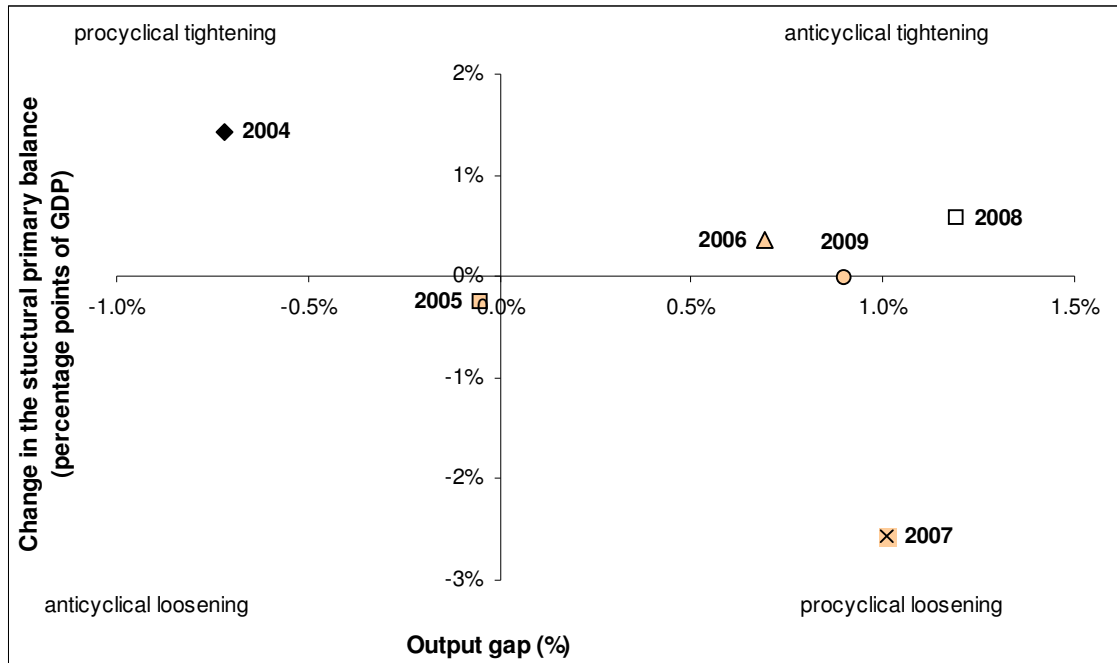 procyclical tightening
anticyclical tightening
Change in the stuctural primary balance
(percentage points of GDP)
2%
2004
1%
2008
2006
2009
0%
-1.0%
-0.5%
0.0%
0.5%
1.0%
1.5%
2005
-1%
-2%
2007
-3%
anticyclical loosening
procyclical loosening
Output gap (%)